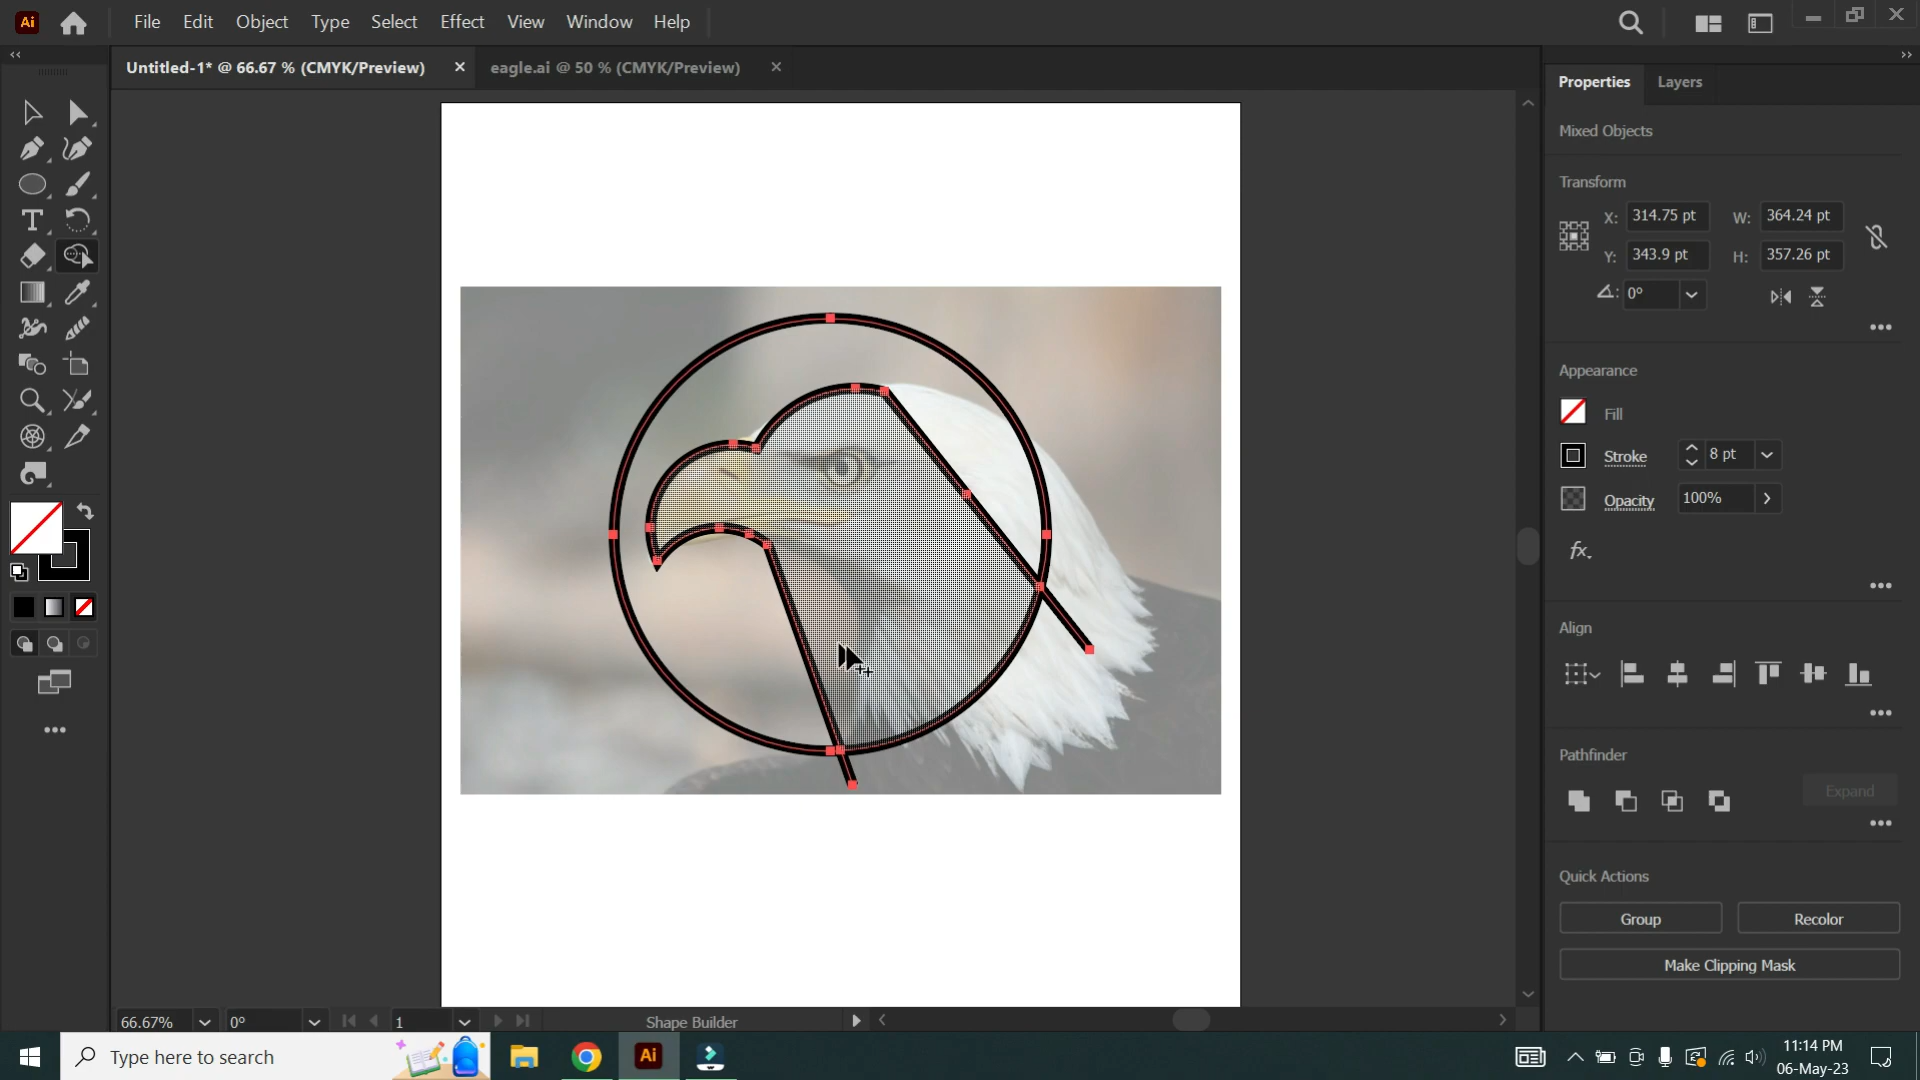 Ai File Edit Object Type Select Effect View Window Help
Untitled-1* @ 66.67 % (CMYK/Preview) × eagle.ai @ 50 % (CMYK/Preview) ×
Properties Layers
Mixed Objects
Transform
X: 314.75 pt W: 364.24 pt
Y: 343.9 pt H: 357.26 pt
0°
Appearance
Fill
Stroke 8 pt
Opacity 100%
fx.
Align
Pathfinder
Expand
Quick Actions
Group Recolor
Make Clipping Mask
66.67% 0° 1 Shape Builder
Type here to search Ai
11:14 PM
06-May-23